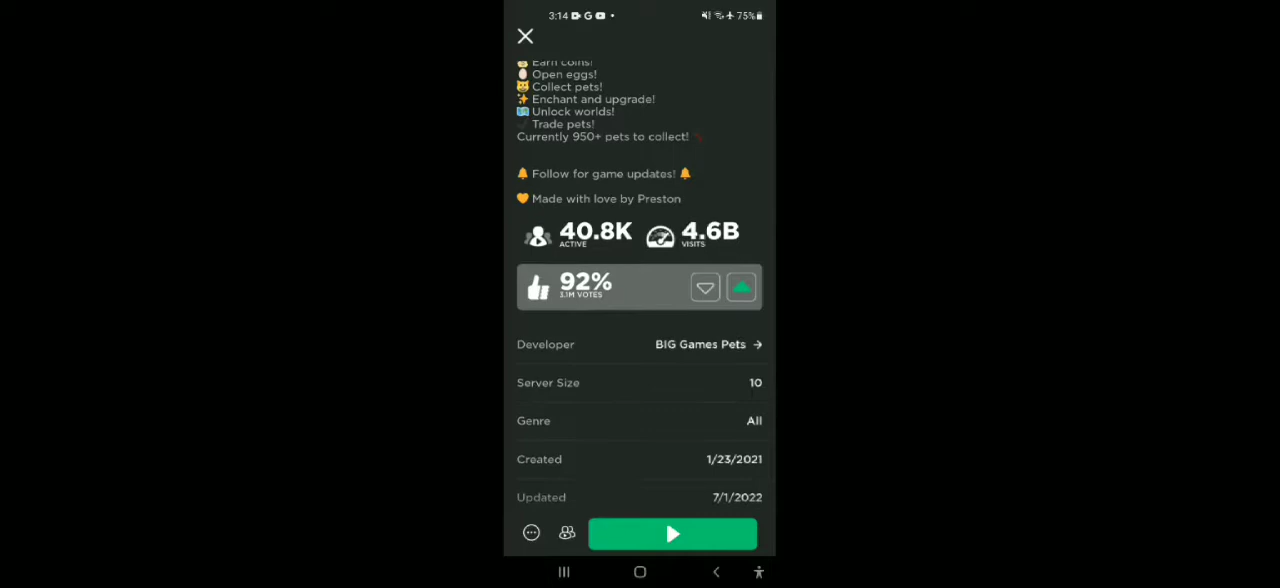 3:14
75%
Earn coins!
Open eggs!
Collect pets!
Enchant and upgrade!
Unlock worlds!
Trade pets!
Currently 950+ pets to collect!
Follow for game updates!
Made with love by Preston
40.8K
ACTIVE
4.6B
VISITS
92%
3.1M VOTES
Developer
BIG Games Pets
Server Size
10
Genre
All
Created
1/23/2021
Updated
7/1/2022